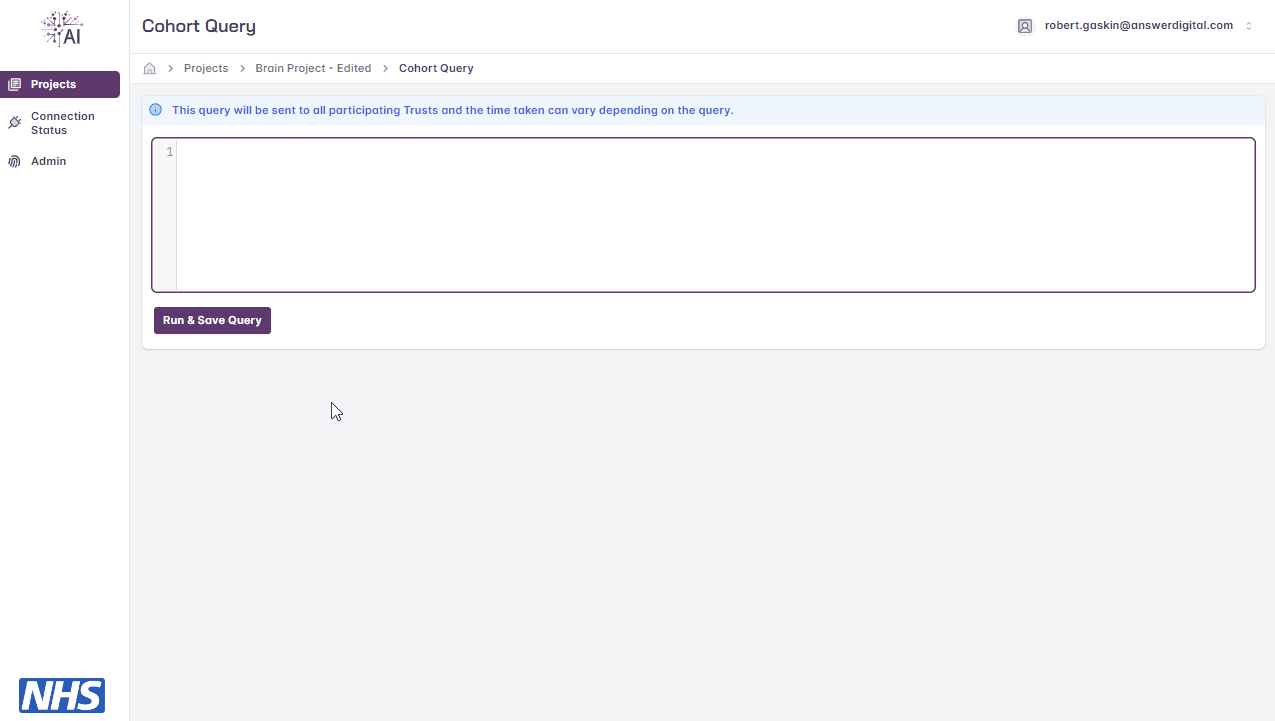 AI
Cohort Query
robert.gaskin@answerdigital.com
Projects
Connection
Status
Admin
Projects
Brain Project - Edited
Cohort Query
This query will be sent to all participating Trusts and the time taken can vary depending on the query.
1
Run & Save Query
NHS